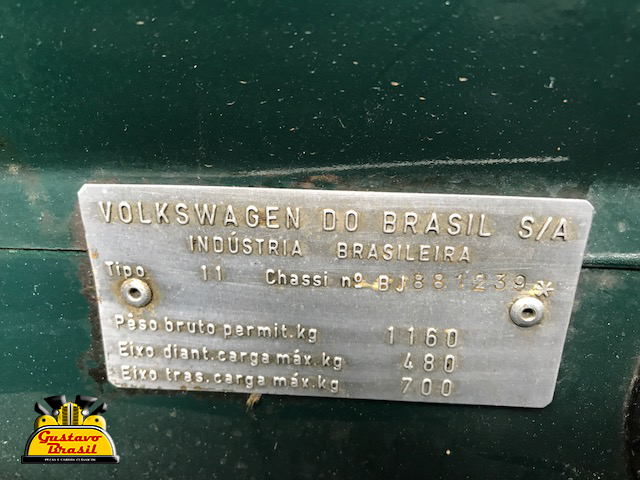 VOLKSWAGEN DO BRASIL S/A
INDÚSTRIA BRASILEIRA
Tipo 11 Chassi nº BJ881239*
Pêso bruto permit.kg 1160
Eixo diant.carga máx.kg 480
Eixo tras.carga máx.kg 700
Gustavo
Brasil